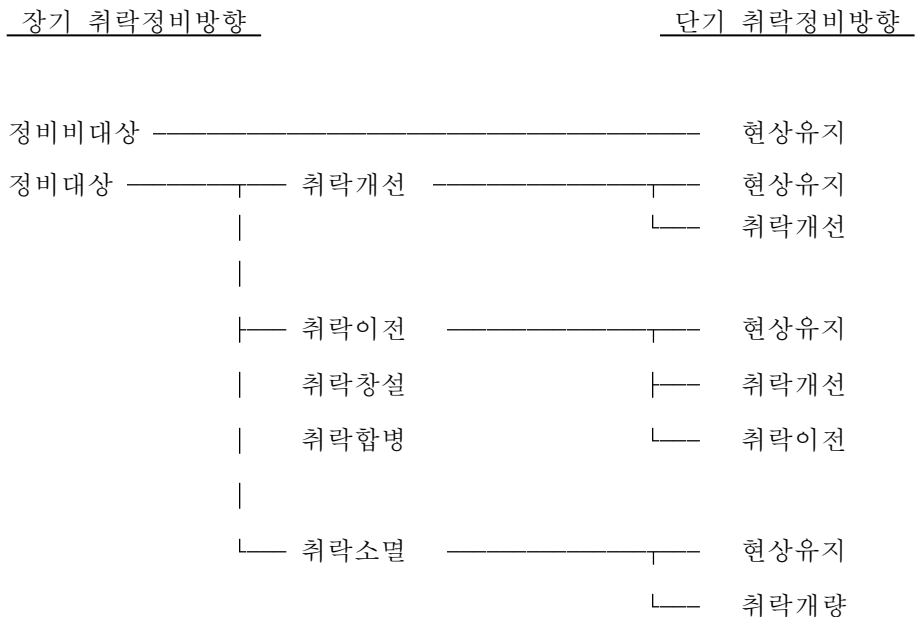 장기 취락정비방향 단기 취락정비방향
정비비대상 현상유지
정비대상 취락개선 현상유지
취락개선
취락이전 현상유지
취락창설 취락개선
취락합병 취락이전
취락소멸 현상유지
취락개량